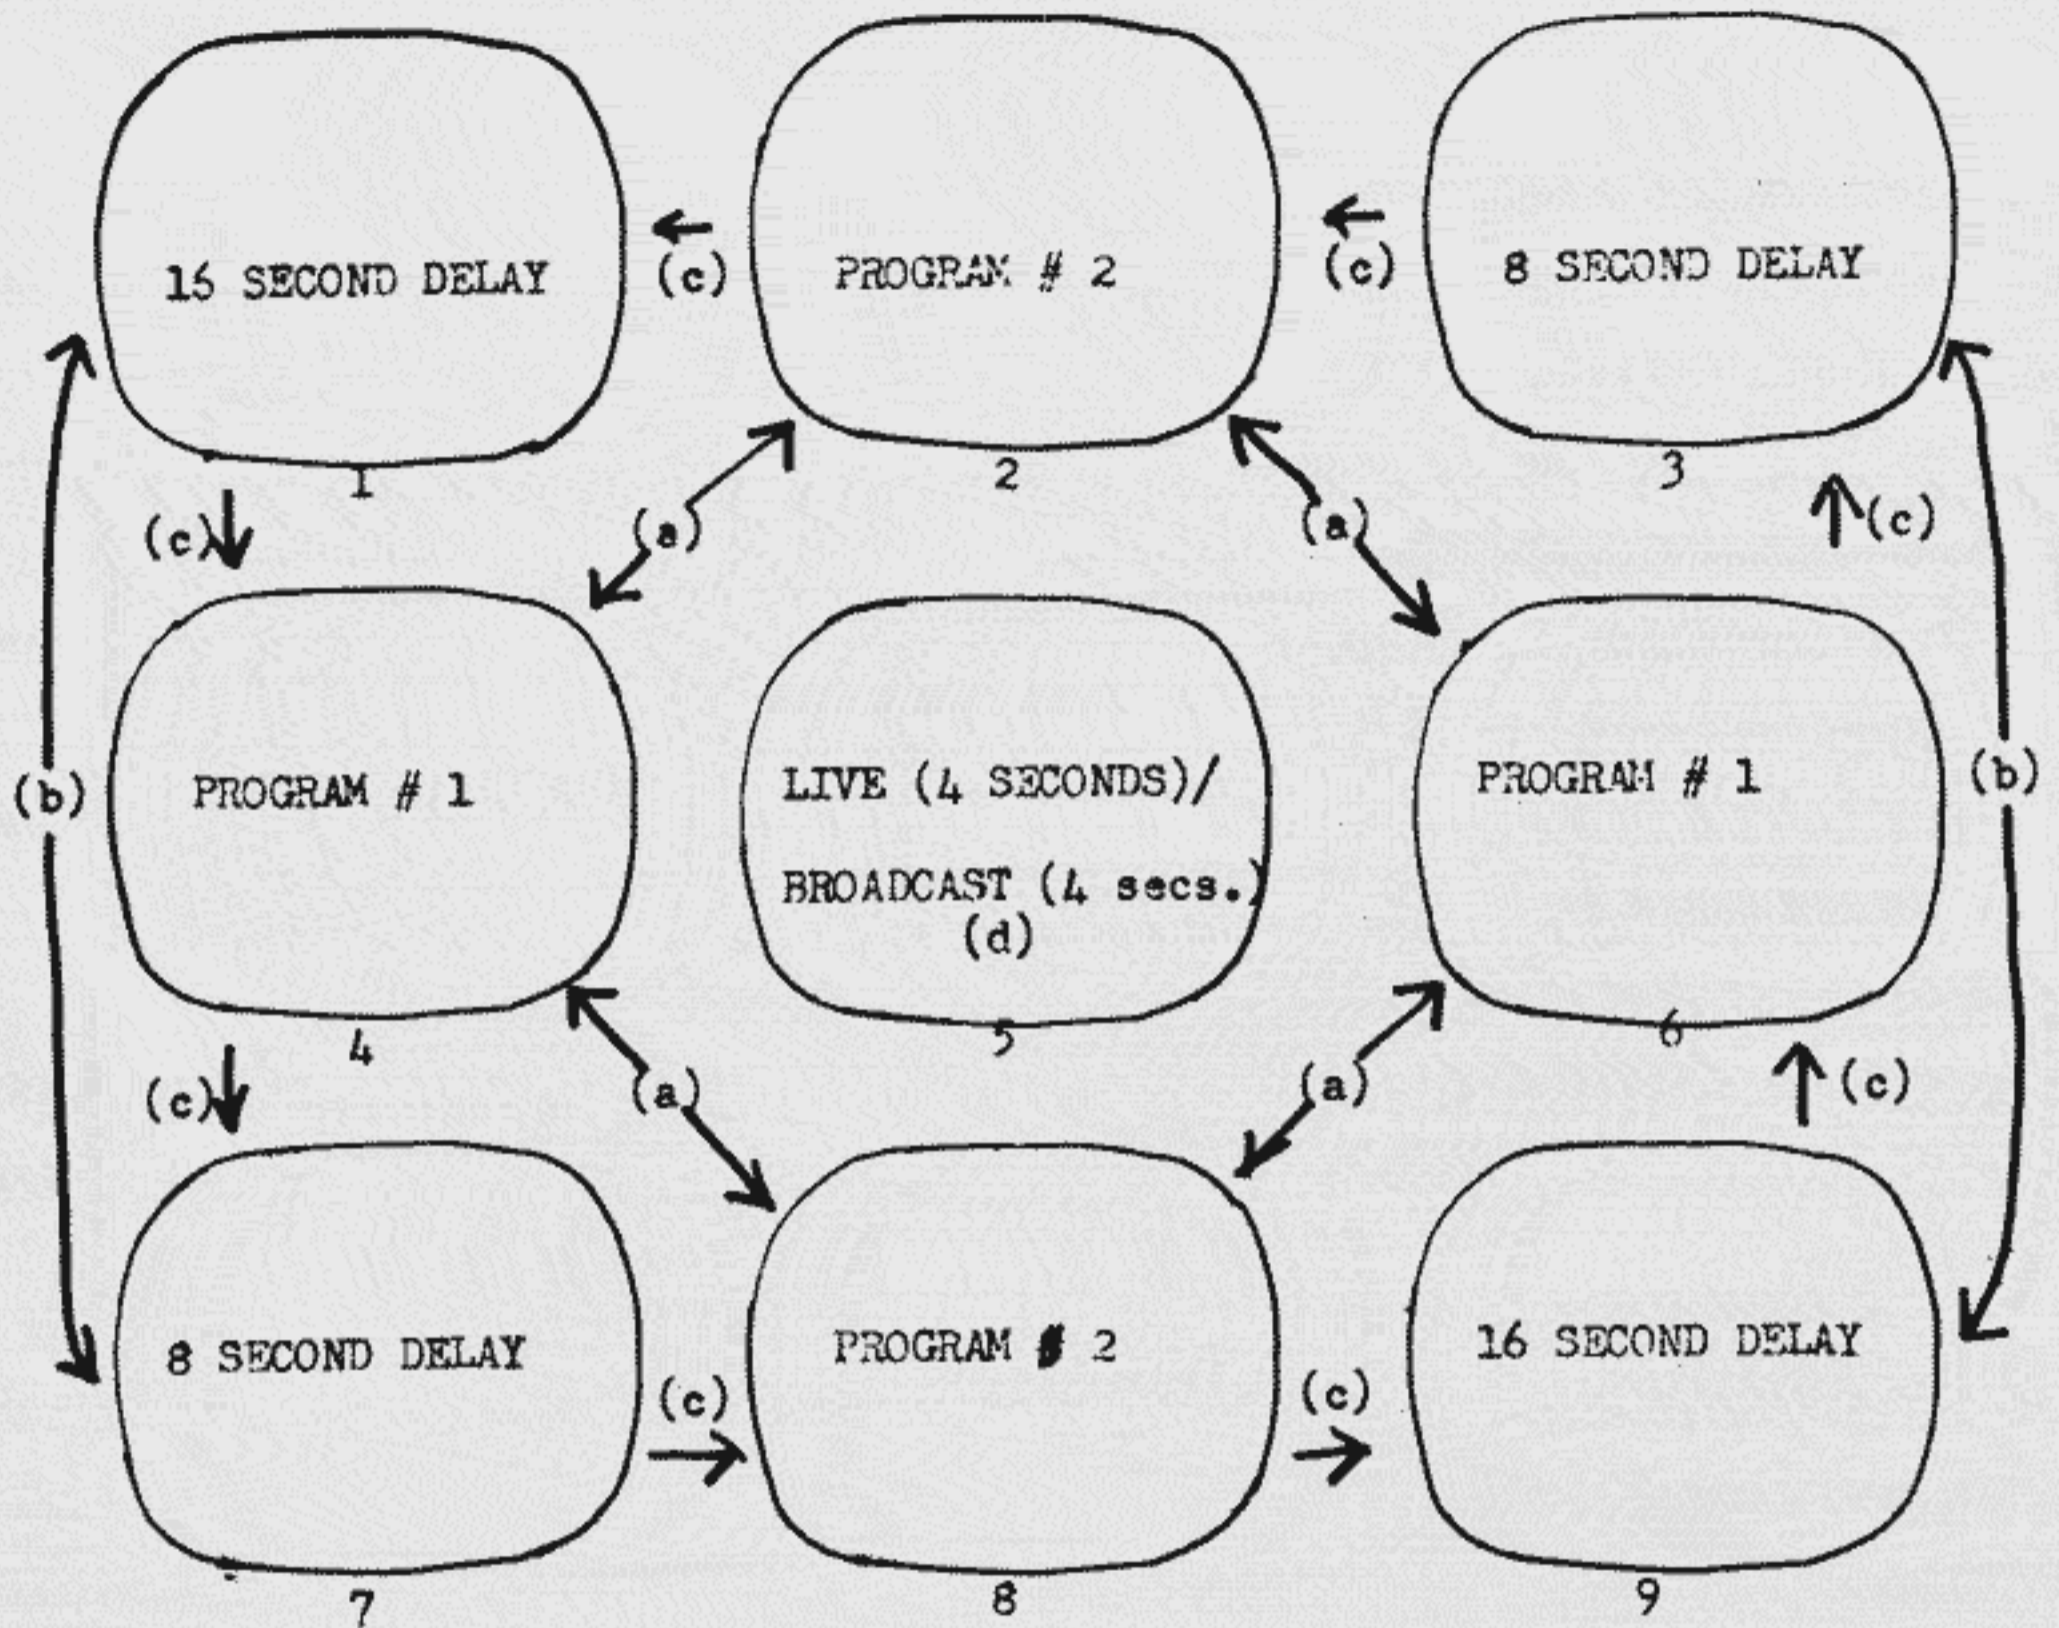 16 SECOND DELAY
(c)
PROGRAM # 2
(c)
8 SECOND DELAY
1
2
3
(c)
(a)
(a)
(c)
(b)
PROGRAM # 1
LIVE (4 SECONDS)/
BROADCAST (4 secs.)
(d)
PROGRAM # 1
(b)
4
5
6
(c)
(a)
(a)
(c)
8 SECOND DELAY
(c)
PROGRAM # 2
(c)
16 SECOND DELAY
7
8
9